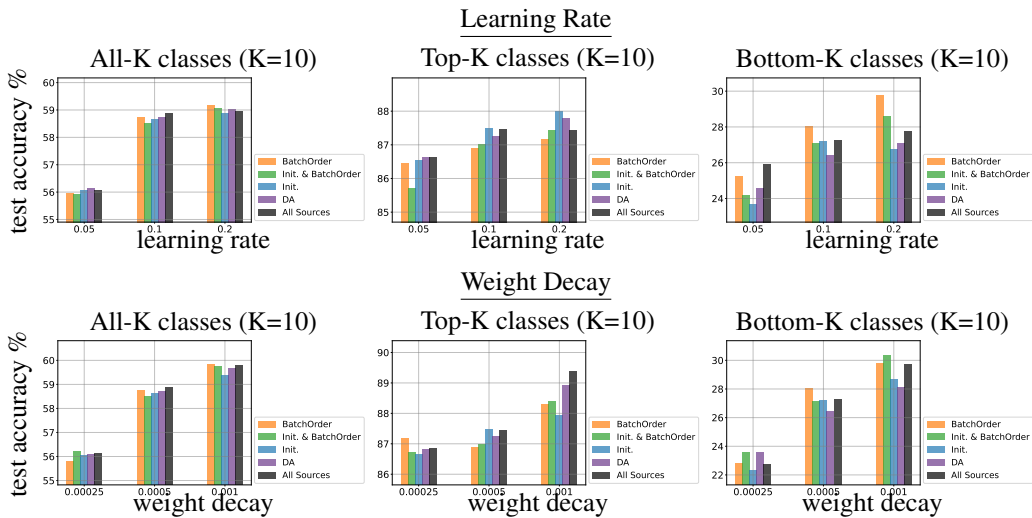 Learning Rate
All-K classes (K=10)
Top-K classes (K=10)
Bottom-K classes (K=10)
test accuracy %
60
59
58
57
56
55
0.05
0.1
0.2
learning rate
BatchOrder
Init. & BatchOrder
Init.
DA
All Sources
88
87
86
85
0.05
0.1
0.2
learning rate
BatchOrder
Init. & BatchOrder
Init.
DA
All Sources
30
28
26
24
0.05
0.1
0.2
learning rate
BatchOrder
Init. & BatchOrder
Init.
DA
All Sources
Weight Decay
All-K classes (K=10)
Top-K classes (K=10)
Bottom-K classes (K=10)
test accuracy %
60
59
58
57
56
55
0.00025
0.0005
0.001
weight decay
BatchOrder
Init. & BatchOrder
Init.
DA
All Sources
90
89
88
87
86
0.00025
0.0005
0.001
weight decay
BatchOrder
Init. & BatchOrder
Init.
DA
All Sources
30
28
26
24
22
0.00025
0.0005
0.001
weight decay
BatchOrder
Init. & BatchOrder
Init.
DA
All Sources